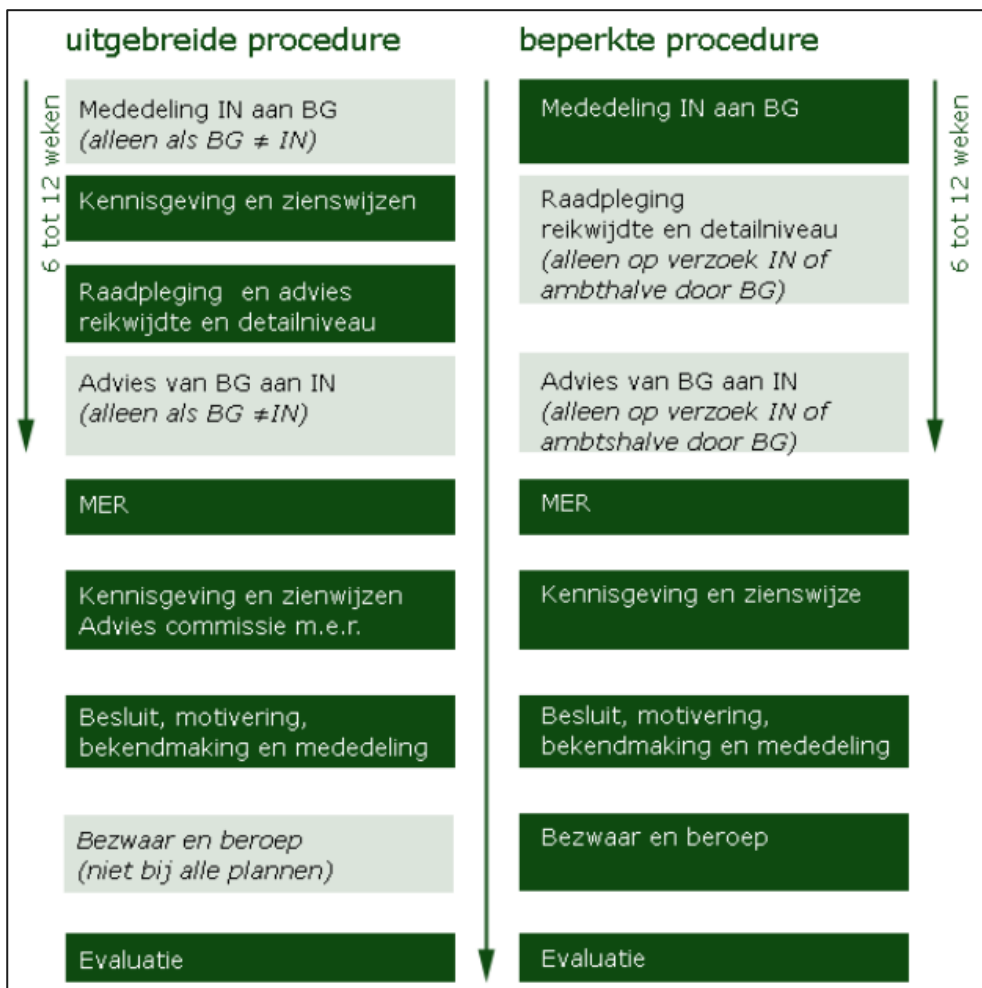 uitgebreide procedure
6 tot 12 weken
Mededeling IN aan BG
(alleen als BG ≠ IN)
Kennisgeving en zienswijzen
Raadpleging en advies
reikwijdte en detailniveau
Advies van BG aan IN
(alleen als BG ≠IN)
MER
Kennisgeving en zienwijzen
Advies commissie m.e.r.
Besluit, motivering,
bekendmaking en mededeling
Bezwaar en beroep
(niet bij alle plannen)
Evaluatie
beperkte procedure
Mededeling IN aan BG
Raadpleging
reikwijdte en detailniveau
(alleen op verzoek IN of
ambthalve door BG)
Advies van BG aan IN
(alleen op verzoek IN of
ambtshalve door BG)
MER
Kennisgeving en zienswijze
Besluit, motivering,
bekendmaking en mededeling
Bezwaar en beroep
Evaluatie
6 tot 12 weken